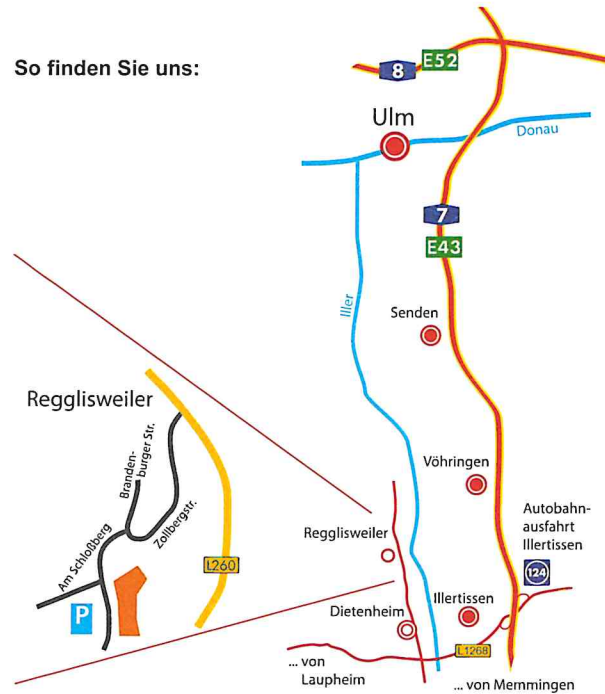 So finden Sie uns:
8
E52
Ulm
Donau
7
E43
Iller
Senden
Regglisweiler
Branden-
burger Str.
Zollbergstr.
Am Schloßberg
L260
P
Vöhringen
Autobahn-
ausfahrt
Illertissen
124
Regglisweiler
Dietenheim
Illertissen
L1268
... von
Laupheim
... von Memmingen